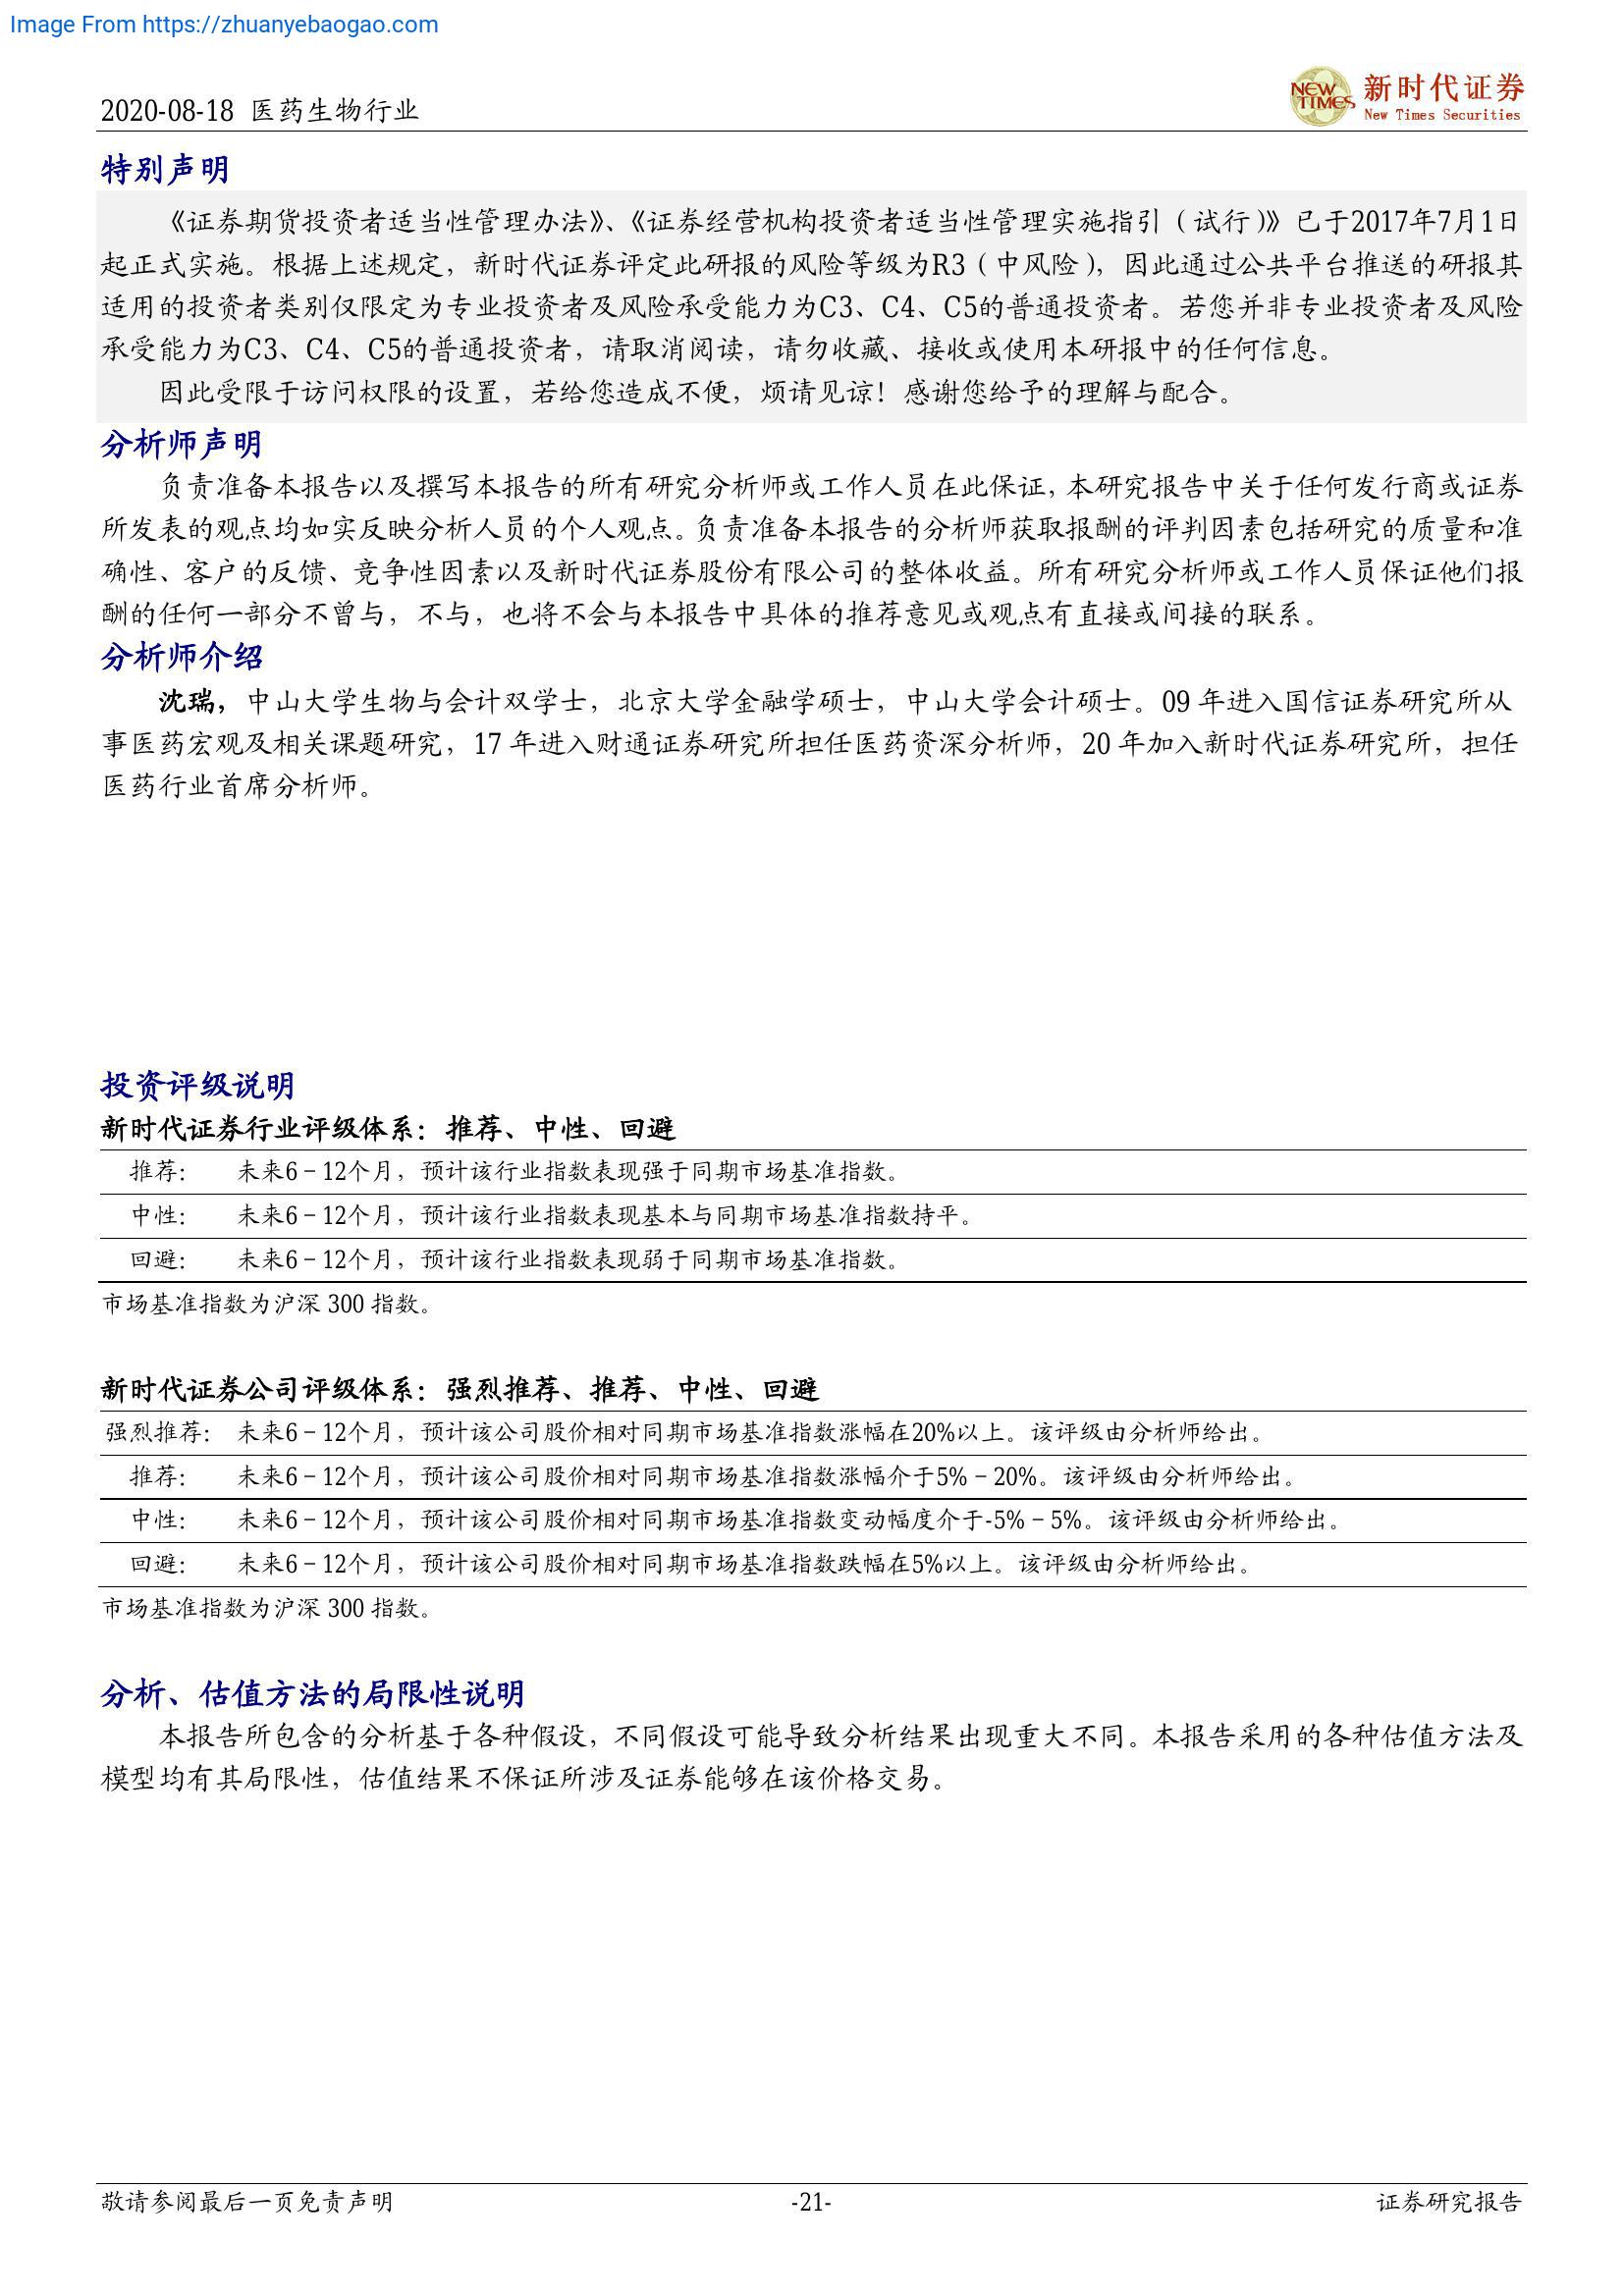 Image From https://zhuanyebaogao.com
2020-08-18 医药生物行业
NEW TIMES
新时代证券
New Times Securities
特别声明
《证券期货投资者适当性管理办法》、《证券经营机构投资者适当性管理实施指引（试行）》已于2017年7月1日
起正式实施。根据上述规定，新时代证券评定此研报的风险等级为R3（中风险），因此通过公共平台推送的研报其
适用的投资者类别仅限定为专业投资者及风险承受能力为C3、C4、C5的普通投资者。若您并非专业投资者及风险
承受能力为C3、C4、C5的普通投资者，请取消阅读，请勿收藏、接收或使用本研报中的任何信息。
因此受限于访问权限的设置，若给您造成不便，烦请见谅！感谢您给予的理解与配合。
分析师声明
负责准备本报告以及撰写本报告的所有研究分析师或工作人员在此保证，本研究报告中关于任何发行商或证券
所发表的观点均如实反映分析人员的个人观点。负责准备本报告的分析师获取报酬的评判因素包括研究的质量和准
确性、客户的反馈、竞争性因素以及新时代证券股份有限公司的整体收益。所有研究分析师或工作人员保证他们报
酬的任何一部分不曾与，不与，也将不会与本报告中具体的推荐意见或观点有直接或间接的联系。
分析师介绍
沈瑞，中山大学生物与会计双学士，北京大学金融学硕士，中山大学会计硕士。09 年进入国信证券研究所从
事医药宏观及相关课题研究，17 年进入财通证券研究所担任医药资深分析师，20 年加入新时代证券研究所，担任
医药行业首席分析师。
投资评级说明
新时代证券行业评级体系：推荐、中性、回避
推荐： 未来6－12个月，预计该行业指数表现强于同期市场基准指数。
中性： 未来6－12个月，预计该行业指数表现基本与同期市场基准指数持平。
回避： 未来6－12个月，预计该行业指数表现弱于同期市场基准指数。
市场基准指数为沪深 300 指数。
新时代证券公司评级体系：强烈推荐、推荐、中性、回避
强烈推荐： 未来6－12个月，预计该公司股价相对同期市场基准指数涨幅在20%以上。该评级由分析师给出。
推荐： 未来6－12个月，预计该公司股价相对同期市场基准指数涨幅介于5%－20%。该评级由分析师给出。
中性： 未来6－12个月，预计该公司股价相对同期市场基准指数变动幅度介于-5%－5%。该评级由分析师给出。
回避： 未来6－12个月，预计该公司股价相对同期市场基准指数跌幅在5%以上。该评级由分析师给出。
市场基准指数为沪深 300 指数。
分析、估值方法的局限性说明
本报告所包含的分析基于各种假设，不同假设可能导致分析结果出现重大不同。本报告采用的各种估值方法及
模型均有其局限性，估值结果不保证所涉及证券能够在该价格交易。
敬请参阅最后一页免责声明 -21- 证券研究报告